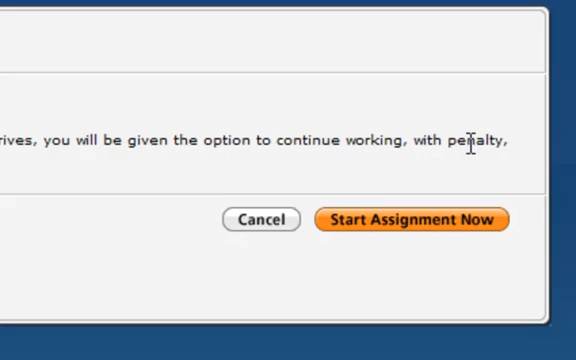 rives, you will be given the option to continue working, with penalty,
Cancel Start Assignment Now